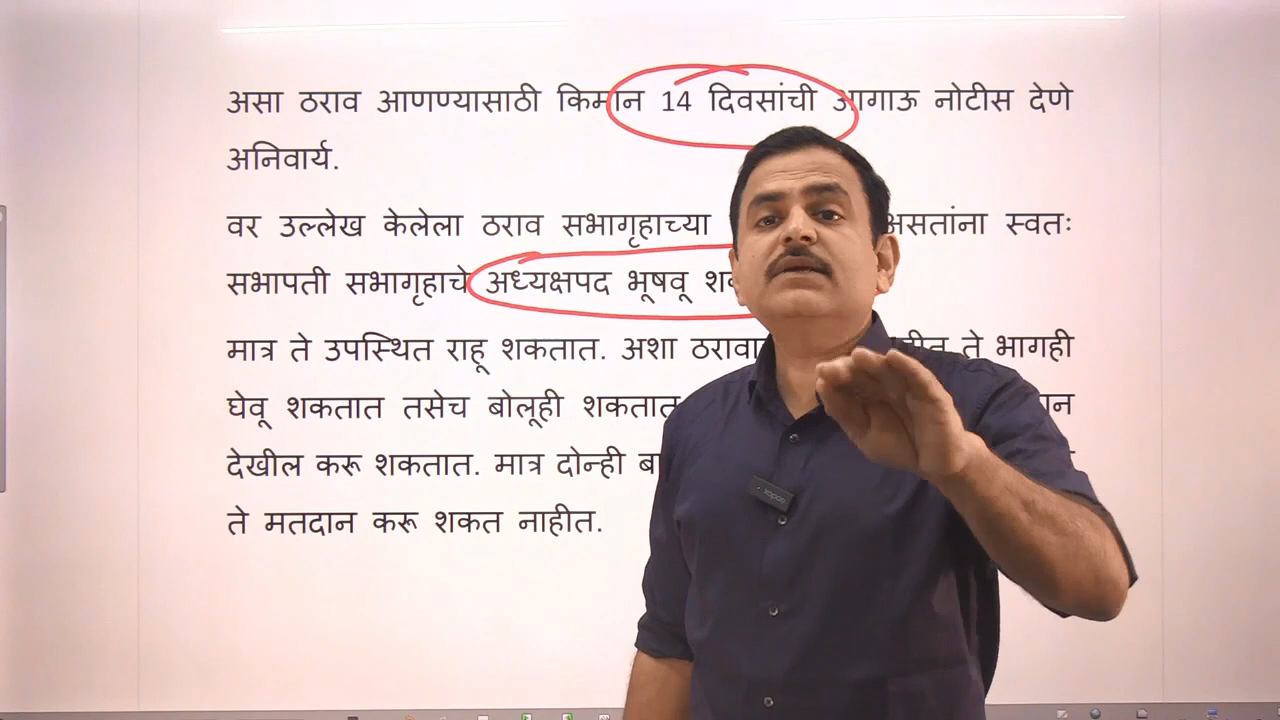 असा ठराव आणण्यासाठी किमान 14 दिवसांची आगाऊ नोटीस देणे
अनिवार्य.
वर उल्लेख केलेला ठराव सभागृहाच्या असतांना स्वतः
सभापती सभागृहाचे अध्यक्षपद भूषवू
मात्र ते उपस्थित राहू शकतात. अशा ते भागही
घेवू शकतात तसेच बोलूही शकतात
देखील करू शकतात. मात्र दोन्ही
ते मतदान करू शकत नाहीत.